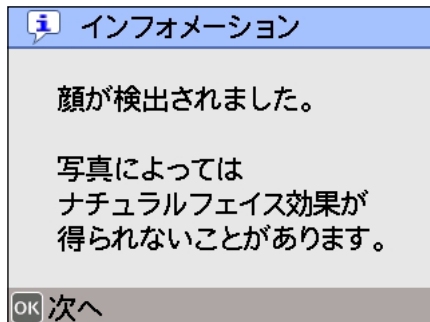 インフォメーション
顔が検出されました。
写真によっては
ナチュラルフェイス効果が
得られないことがあります。
OK 次へ